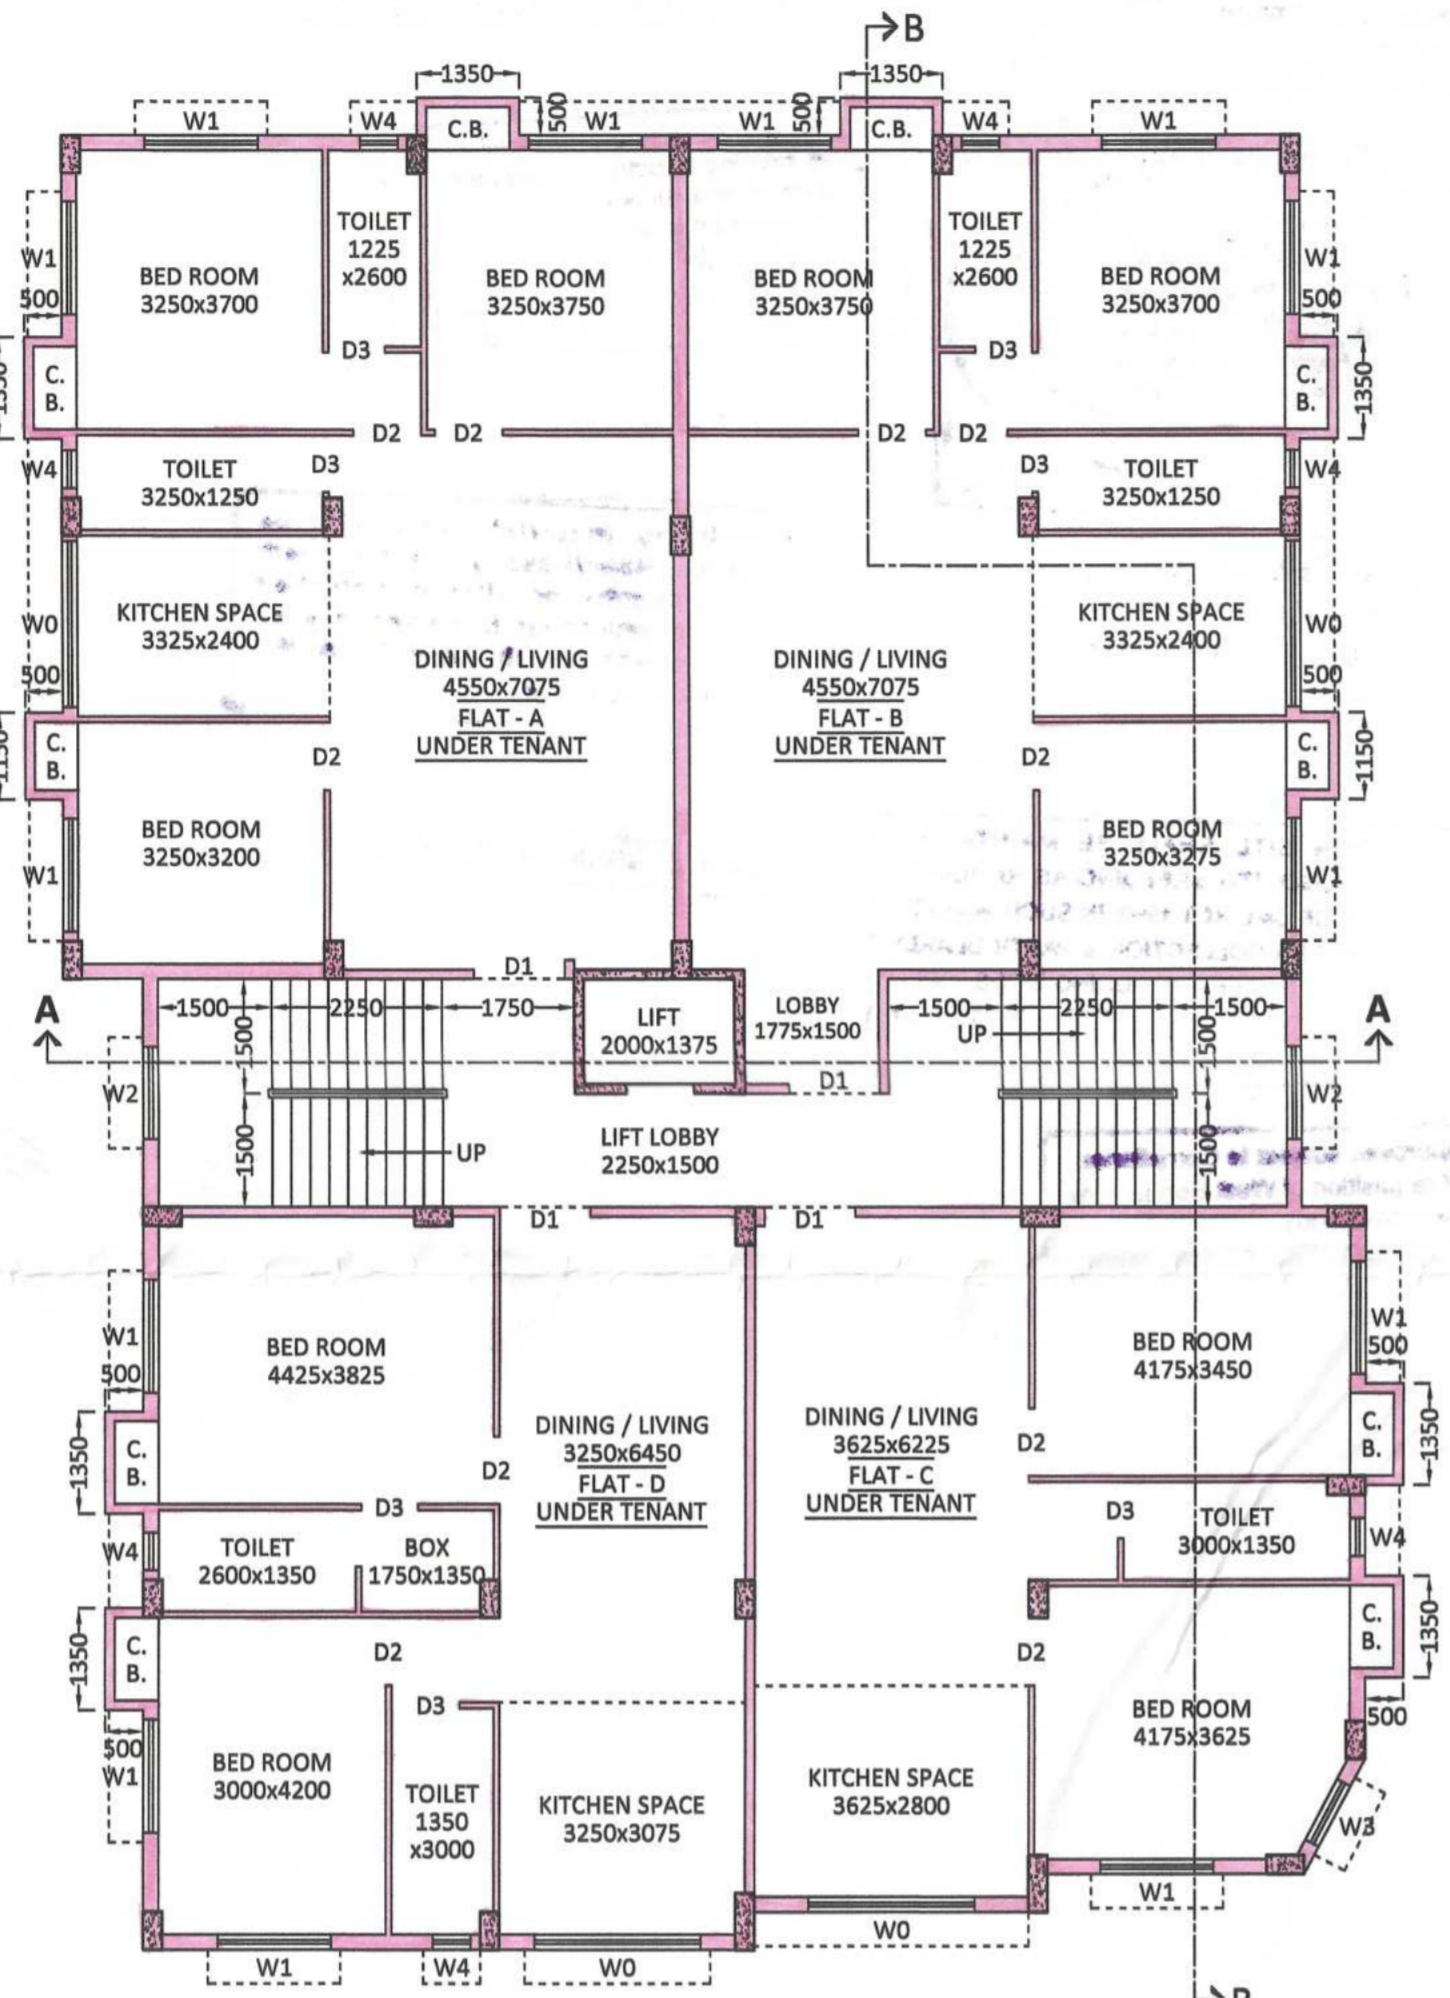 B
1350
1350
500
500
W1
W4
C.B.
W1
W1
C.B.
W4
W1
TOILET
1225
x2600
TOILET
1225
x2600
W1
500
BED ROOM
3250x3700
BED ROOM
3250x3750
BED ROOM
3250x3750
BED ROOM
3250x3700
W1
500
D3
D3
C.
B.
C.
B.
1350
D2
D2
D2
D2
W4
TOILET
3250x1250
D3
D3
TOILET
3250x1250
W4
W0
500
KITCHEN SPACE
3325x2400
KITCHEN SPACE
3325x2400
W0
500
DINING / LIVING
4550x7075
FLAT - A
UNDER TENANT
DINING / LIVING
4550x7075
FLAT - B
UNDER TENANT
1150
C.
B.
D2
D2
C.
B.
1150
BED ROOM
3250x3200
BED ROOM
3250x3275
W1
W1
D1
A
1500
2250
1750
LIFT
2000x1375
LOBBY
1775x1500
1500
2250
1500
A
1500
UP
1500
D1
W2
W2
1500
UP
LIFT LOBBY
2250x1500
1500
D1
D1
W1
500
BED ROOM
4425x3825
BED ROOM
4175x3450
W1
500
1350
C.
B.
DINING / LIVING
3250x6450
FLAT - D
UNDER TENANT
DINING / LIVING
3625x6225
FLAT - C
UNDER TENANT
C.
B.
1350
D2
D2
D3
D3
W4
TOILET
2600x1350
BOX
1750x1350
TOILET
3000x1350
W4
1350
C.
B.
D2
D2
C.
B.
1350
D3
500
W1
BED ROOM
3000x4200
TOILET
1350
x3000
KITCHEN SPACE
3250x3075
KITCHEN SPACE
3625x2800
BED ROOM
4175x3625
500
W3
W1
W0
W1
W4
W0
B